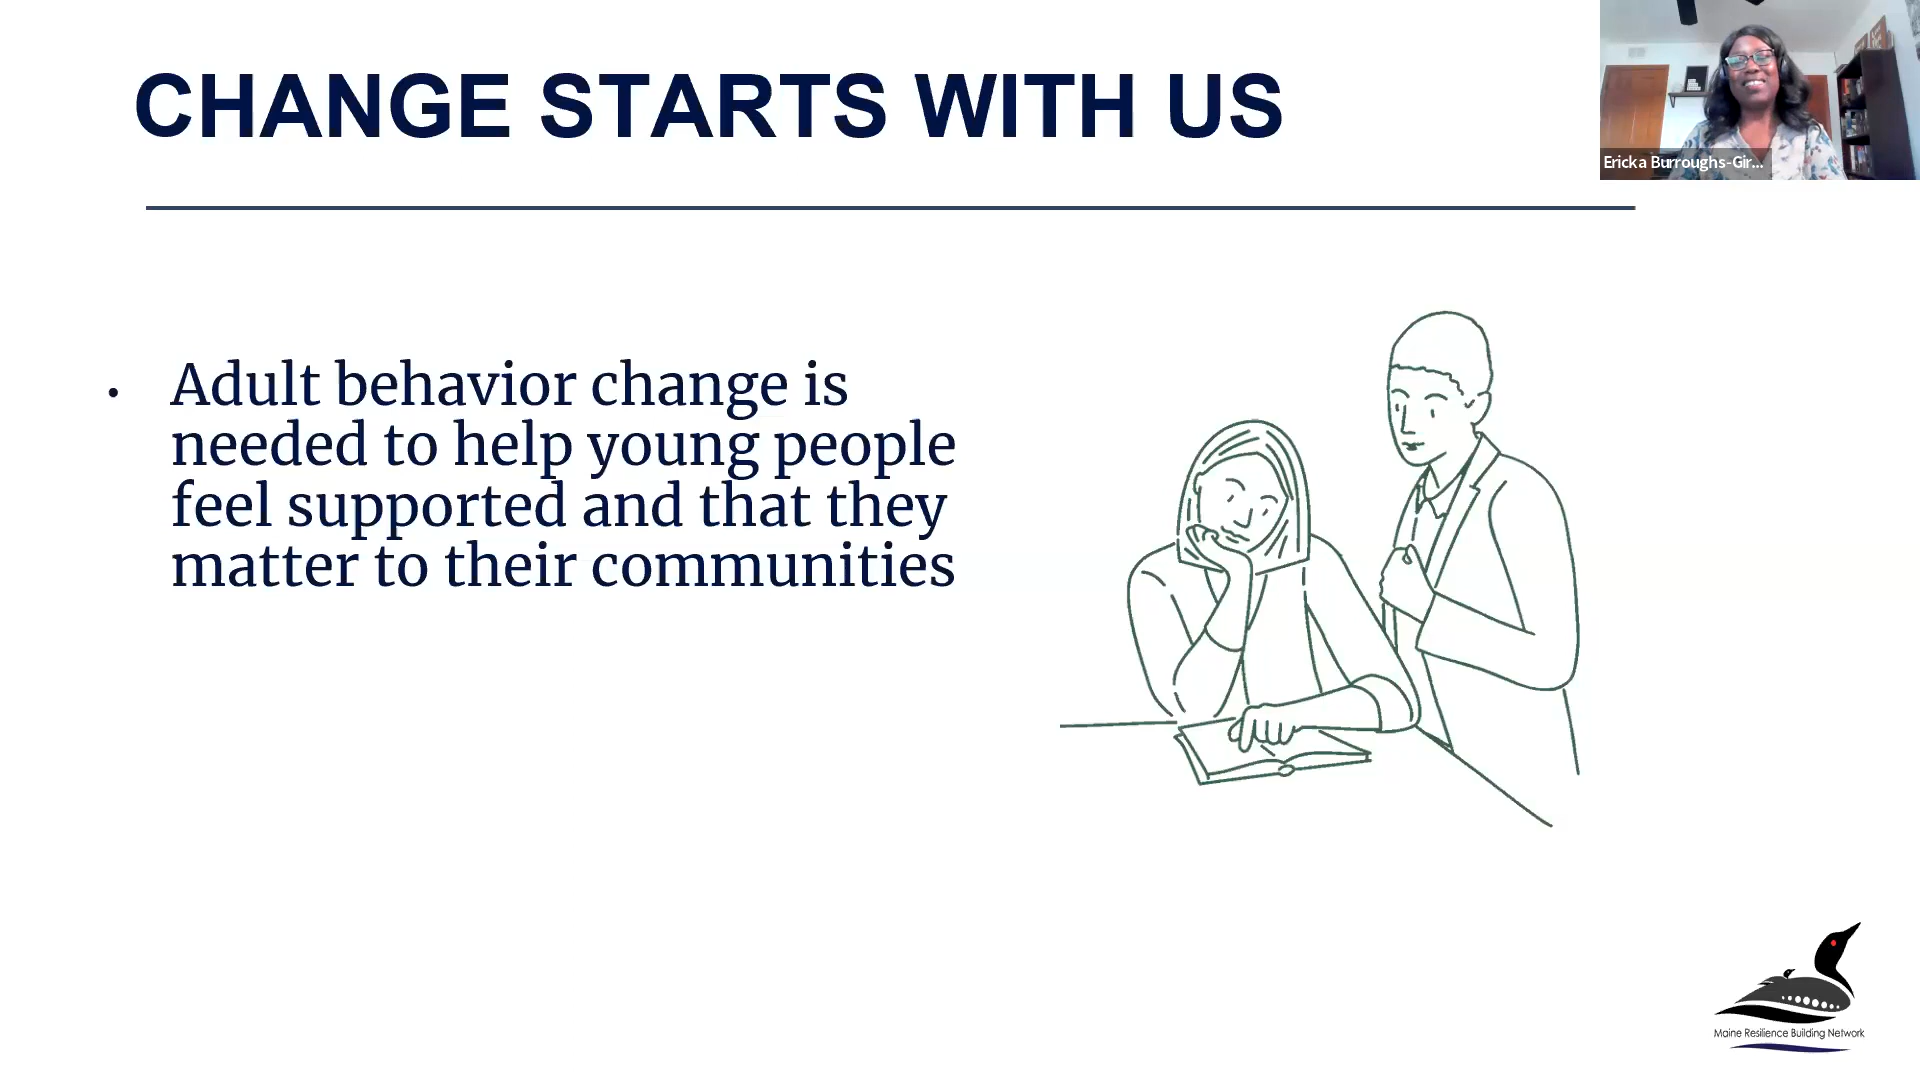 CHANGE STARTS WITH US
Ericka Burroughs-Gir...
• Adult behavior change is
needed to help young people
feel supported and that they
matter to their communities
Maine Resilience Building Network